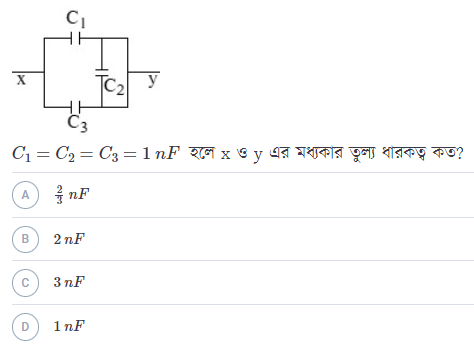 C₁
x
C₂
y
C₃
C₁ = C₂ = C₃ = 1 nF হলে x ও y এর মধ্যকার তুল্য ধারকত্ব কত?
A 2/3 nF
B 2 nF
C 3 nF
D 1 nF